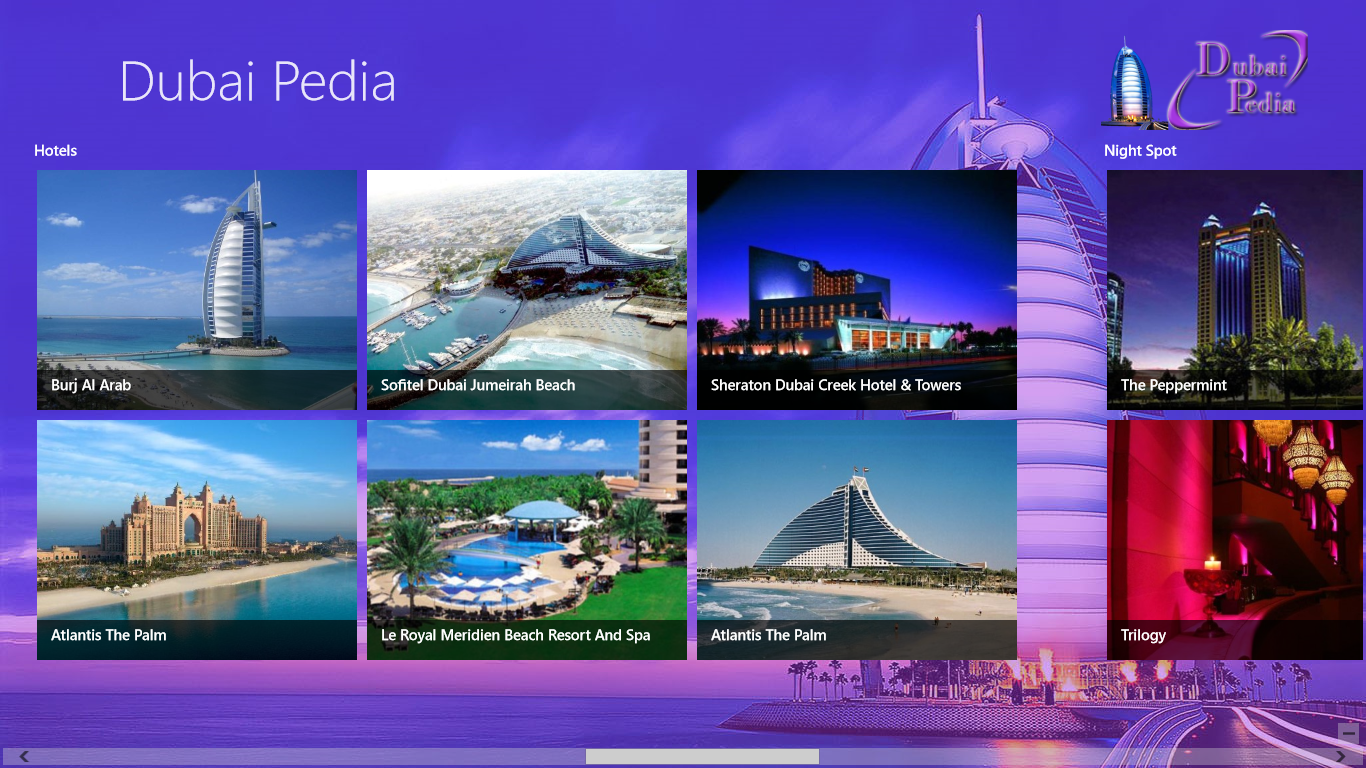 Dubai Pedia
Dubai
Pedia
Hotels
Night Spot
Burj Al Arab
Sofitel Dubai Jumeirah Beach
Sheraton Dubai Creek Hotel & Towers
The Peppermint
Atlantis The Palm
Le Royal Meridien Beach Resort And Spa
Atlantis The Palm
Trilogy